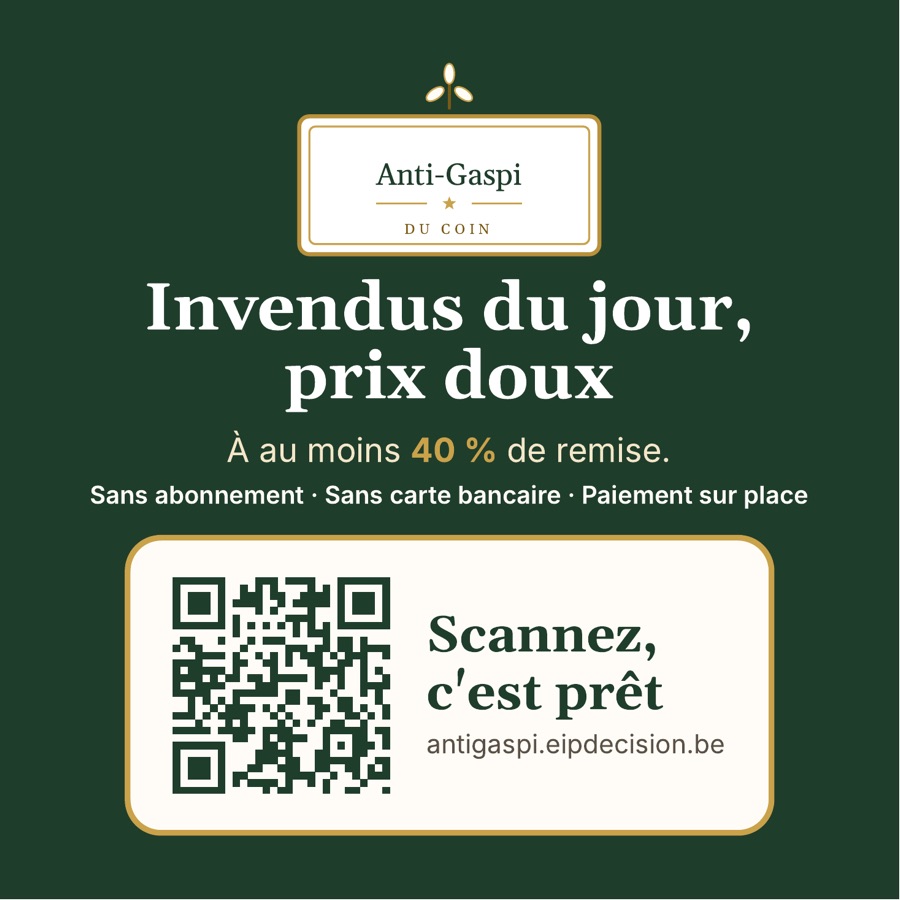 Anti-Gaspi
DU COIN
Invendus du jour,
prix doux
À au moins 40 % de remise.
Sans abonnement · Sans carte bancaire · Paiement sur place
Scannez,
c'est prêt
antigaspi.eipdecision.be